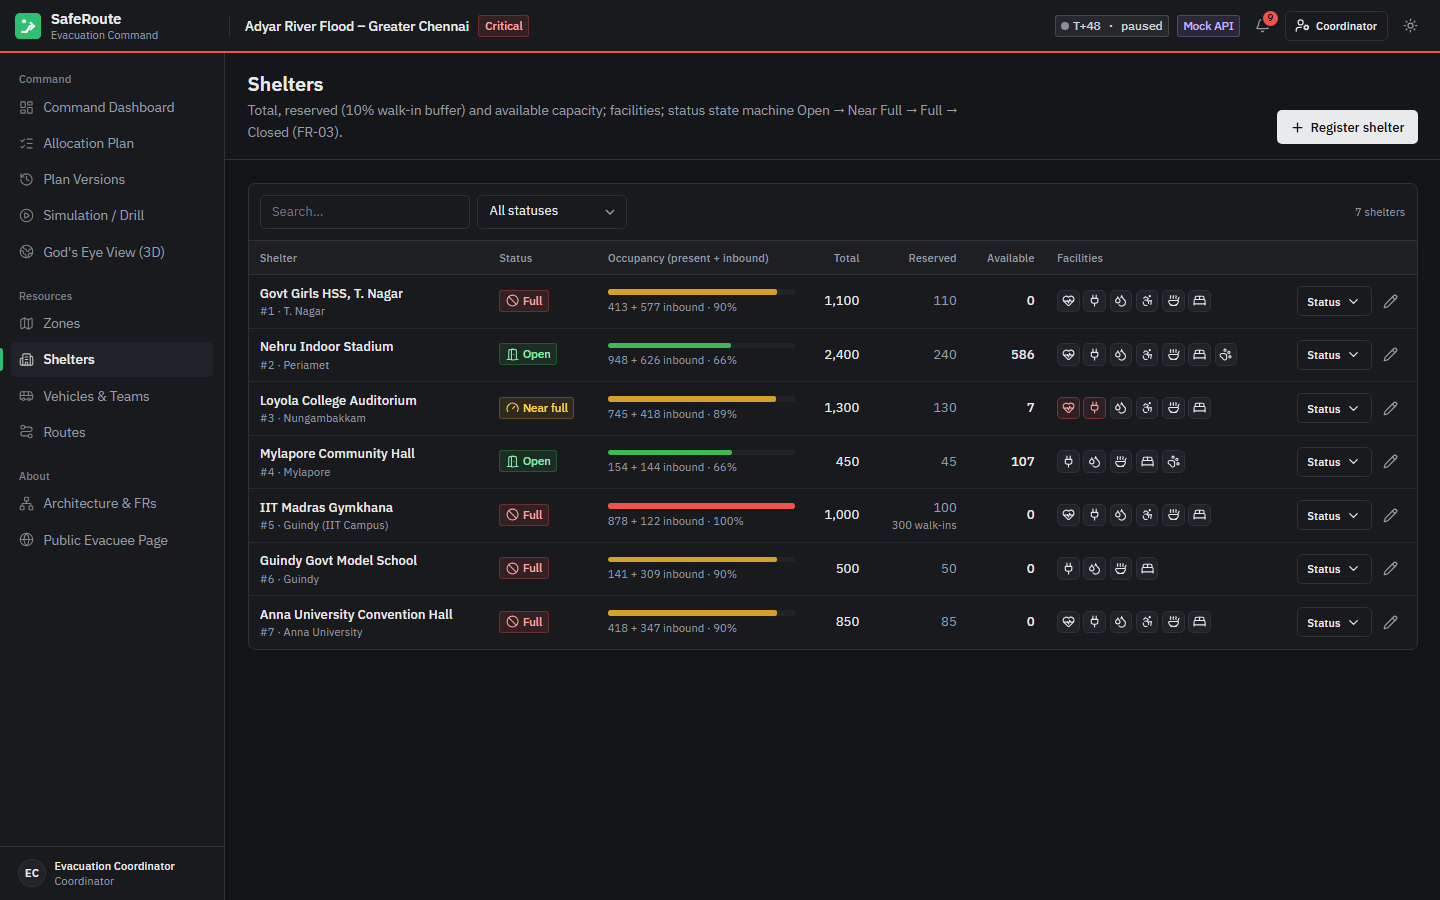 SafeRoute
Evacuation Command
Adyar River Flood – Greater Chennai
Critical
T+48 · paused
Mock API
9
Coordinator
Command
Command Dashboard
Allocation Plan
Plan Versions
Simulation / Drill
God's Eye View (3D)
Resources
Zones
Shelters
Vehicles & Teams
Routes
About
Architecture & FRs
Public Evacuee Page
EC
Evacuation Coordinator
Coordinator
Shelters
Total, reserved (10% walk-in buffer) and available capacity; facilities; status state machine Open → Near Full → Full →
Closed (FR-03).
Register shelter
Search...
All statuses
7 shelters
Shelter Status Occupancy (present + inbound) Total Reserved Available Facilities
Govt Girls HSS, T. Nagar
#1 · T. Nagar
Full
413 + 577 inbound · 90%
1,100 110 0
Status
Nehru Indoor Stadium
#2 · Periamet
Open
948 + 626 inbound · 66%
2,400 240 586
Status
Loyola College Auditorium
#3 · Nungambakkam
Near full
745 + 418 inbound · 89%
1,300 130 7
Status
Mylapore Community Hall
#4 · Mylapore
Open
154 + 144 inbound · 66%
450 45 107
Status
IIT Madras Gymkhana
#5 · Guindy (IIT Campus)
Full
878 + 122 inbound · 100%
1,000 100 0
300 walk-ins
Status
Guindy Govt Model School
#6 · Guindy
Full
141 + 309 inbound · 90%
500 50 0
Status
Anna University Convention Hall
#7 · Anna University
Full
418 + 347 inbound · 90%
850 85 0
Status